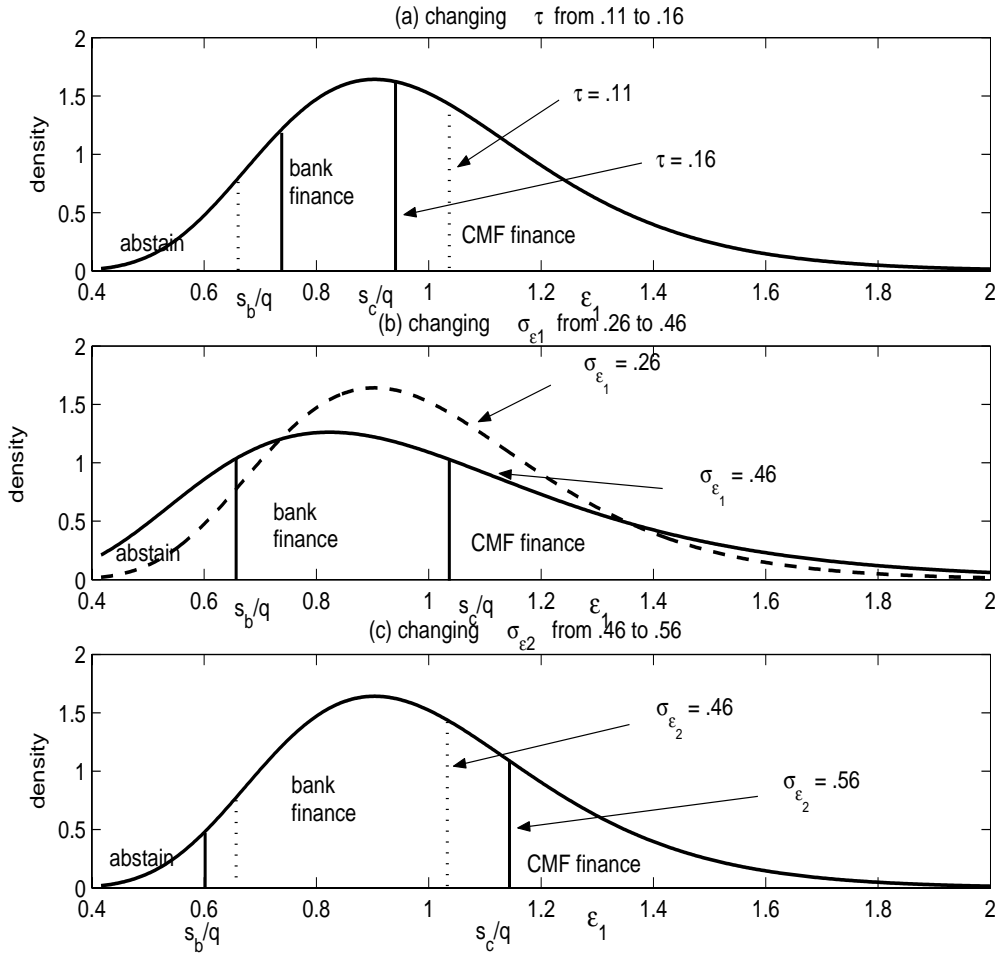 (a) changing τ from .11 to .16
2
1.5
1
0.5
0
density
τ = .11
τ = .16
bank
finance
CMF finance
abstain
0.4 0.6 0.8 1 1.2 1.4 1.6 1.8 2
s_b/q s_c/q ε_1
(b) changing σ_ε1 from .26 to .46
2
1.5
1
0.5
0
density
σ_ε_1 = .26
σ_ε_1 = .46
bank
finance
CMF finance
abstain
0.4 0.6 0.8 1 1.2 1.4 1.6 1.8 2
s_b/q s_c/q ε_1
(c) changing σ_ε2 from .46 to .56
2
1.5
1
0.5
0
density
σ_ε_2 = .46
σ_ε_2 = .56
bank
finance
abstain
CMF finance
0.4 0.6 0.8 1 1.2 1.4 1.6 1.8 2
s_b/q s_c/q ε_1